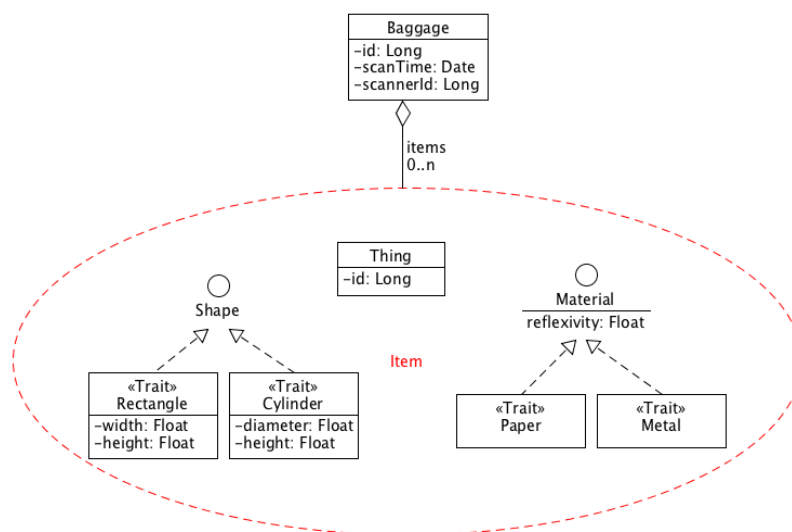 Baggage
-id: Long
-scanTime: Date
-scannerId: Long
items
0..n
Thing
-id: Long
Shape
Material
reflexivity: Float
Item
«Trait»
Rectangle
-width: Float
-height: Float
«Trait»
Cylinder
-diameter: Float
-height: Float
«Trait»
Paper
«Trait»
Metal